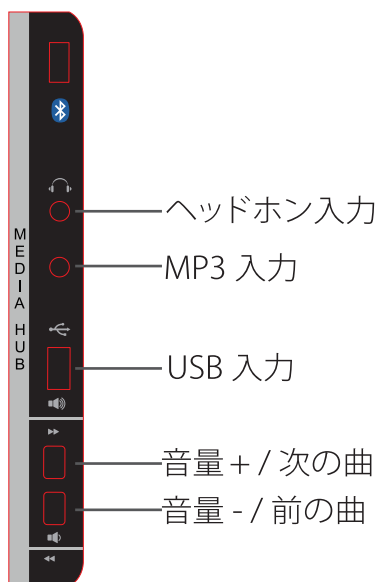 MEDIA HUB
ヘッドホン入力
MP3 入力
USB 入力
音量 + / 次の曲
音量 - / 前の曲